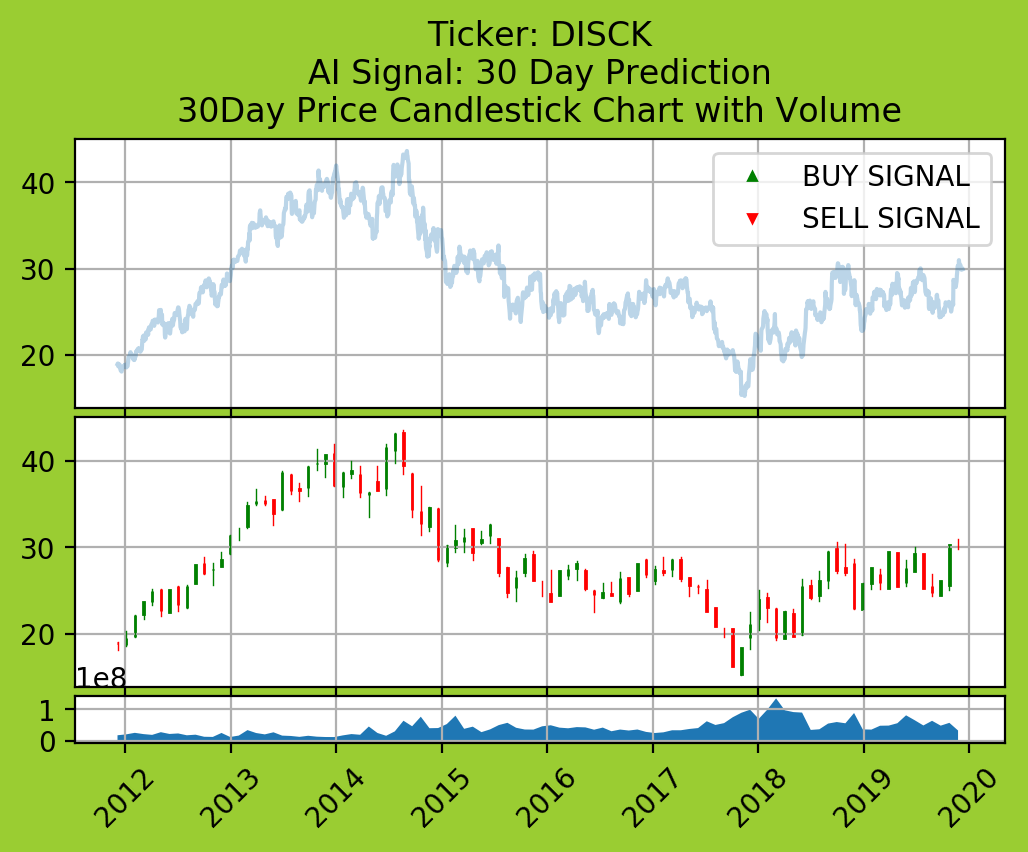 Ticker: DISCK
AI Signal: 30 Day Prediction
30Day Price Candlestick Chart with Volume
BUY SIGNAL
SELL SIGNAL
40
30
20
40
30
20
1e8
1
0
2012
2013
2014
2015
2016
2017
2018
2019
2020